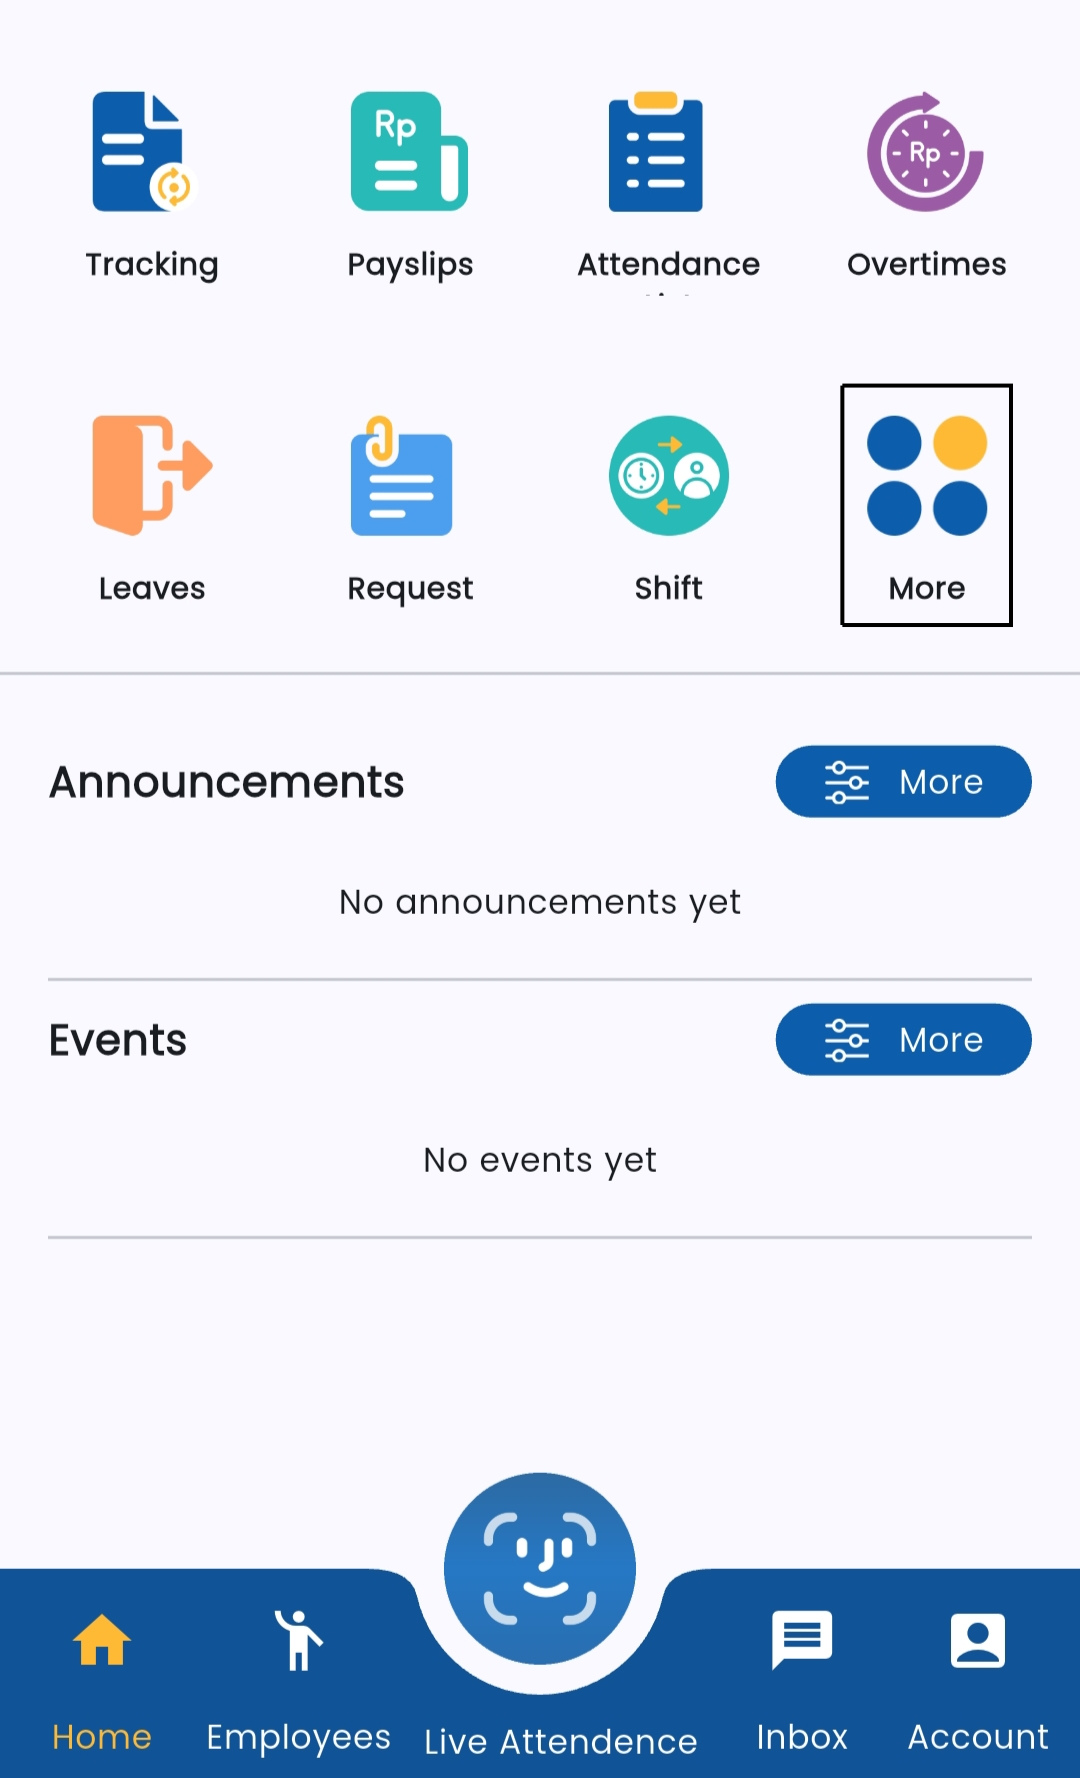 Rp
Rp
Tracking
Payslips
Attendance
Overtimes
Leaves
Request
Shift
More
Announcements
More
No announcements yet
Events
More
No events yet
Home
Employees
Live Attendence
Inbox
Account